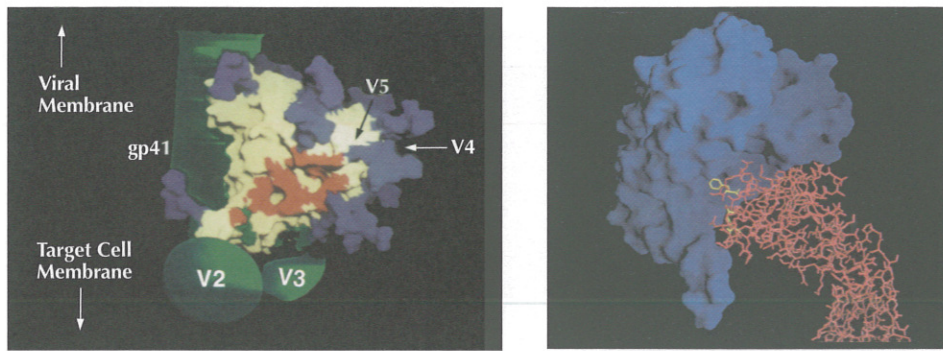 Viral
Membrane
gp41
V5
V4
Target Cell
Membrane
V2
V3